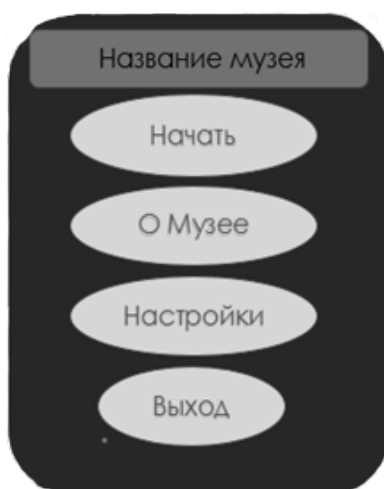 Название музея
Начать
О Музее
Настройки
Выход